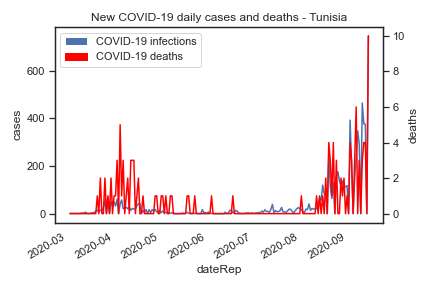 New COVID-19 daily cases and deaths - Tunisia
COVID-19 infections
COVID-19 deaths
cases
600
400
200
0
deaths
10
8
6
4
2
0
2020-03
2020-04
2020-05
2020-06
2020-07
2020-08
2020-09
dateRep